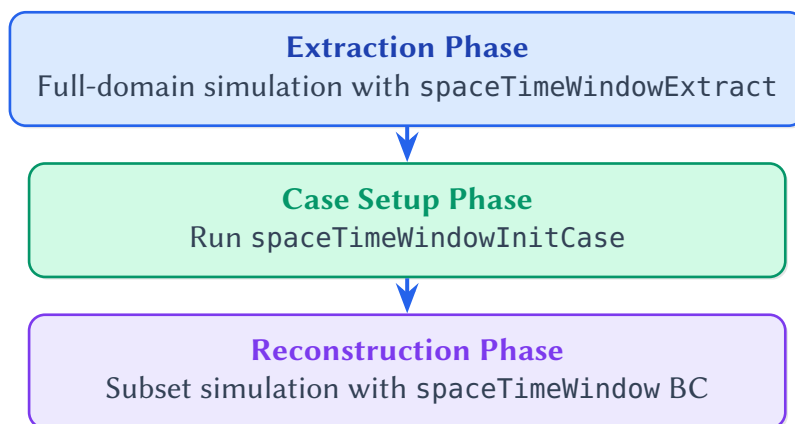 Extraction Phase
Full-domain simulation with spaceTimeWindowExtract
Case Setup Phase
Run spaceTimeWindowInitCase
Reconstruction Phase
Subset simulation with spaceTimeWindow BC